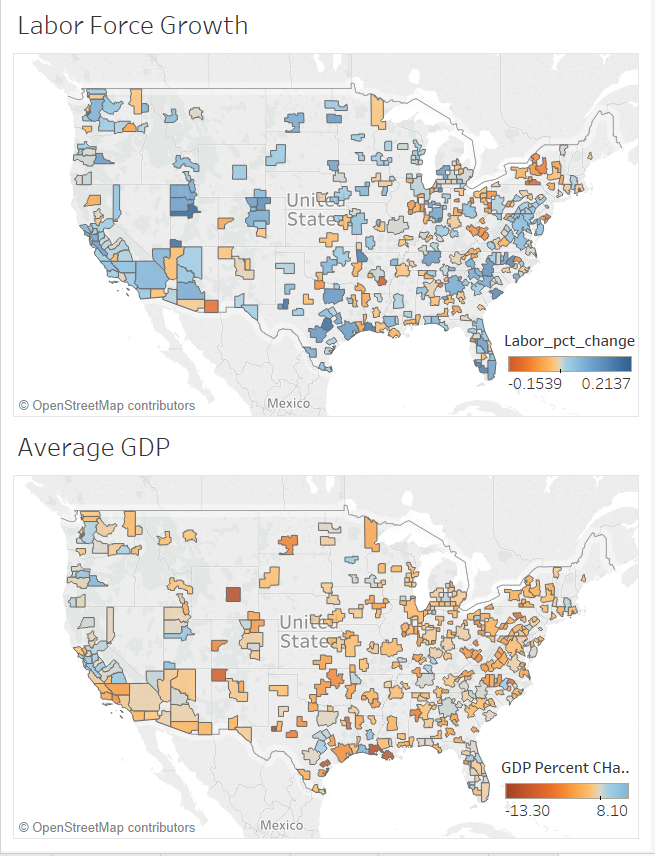 Labor Force Growth
United
States
Labor_pct_change
-0.1539 0.2137
© OpenStreetMap contributors
Mexico
Average GDP
United
States
GDP Percent CHa..
-13.30 8.10
© OpenStreetMap contributors
Mexico